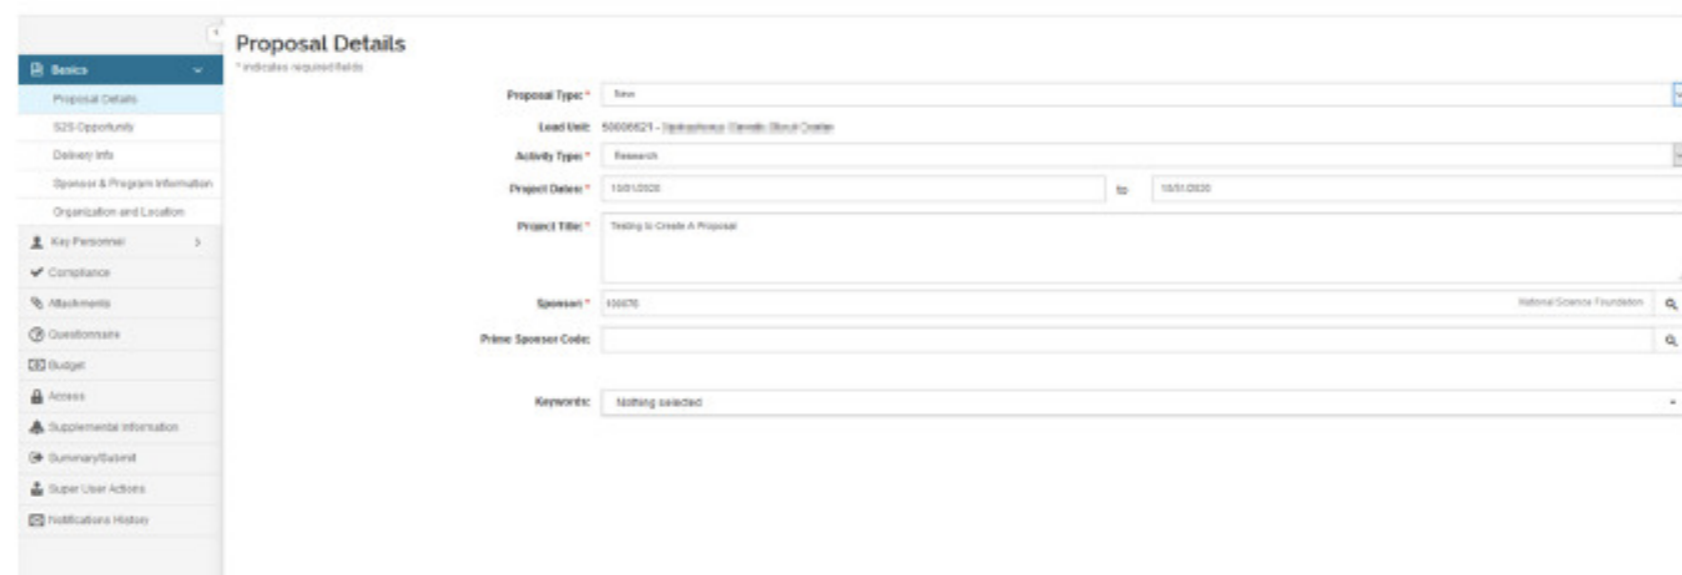 Proposal Details
* indicates required fields
Basics
Proposal Details
S2S Opportunity
Delivery Info
Sponsor & Program Information
Organization and Location
Key Personnel
Compliance
Attachments
Questionnaire
Budget
Access
Supplemental Information
Summary/Submit
Super User Actions
Notifications History
Proposal Type: * New
Lead Unit:
Activity Type: * Research
Project Dates: * to
Project Title: * Testing to Create A Proposal
Sponsor: * National Science Foundation
Prime Sponsor Code:
Keywords: Nothing selected